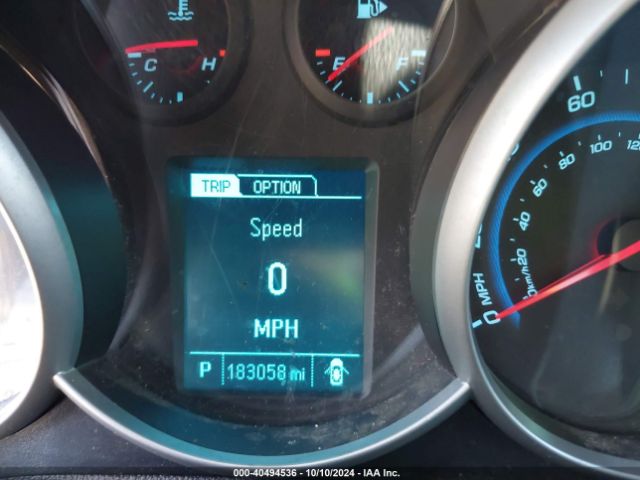 C H
E F
TRIP OPTION
Speed
0
MPH
P 183058 mi
60
120
100
80
60
40
20
km/h
0 MPH
000-40494536 - 10/10/2024 - IAA Inc.